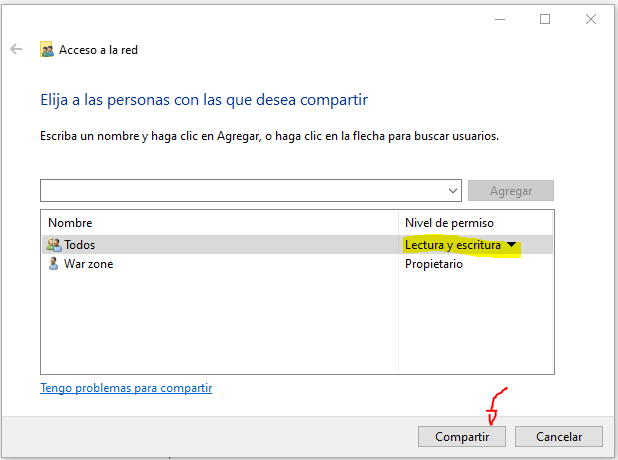 Acceso a la red
Elija a las personas con las que desea compartir
Escriba un nombre y haga clic en Agregar, o haga clic en la flecha para buscar usuarios.
Agregar
Nombre Nivel de permiso
Todos Lectura y escritura
War zone Propietario
Tengo problemas para compartir
Compartir Cancelar